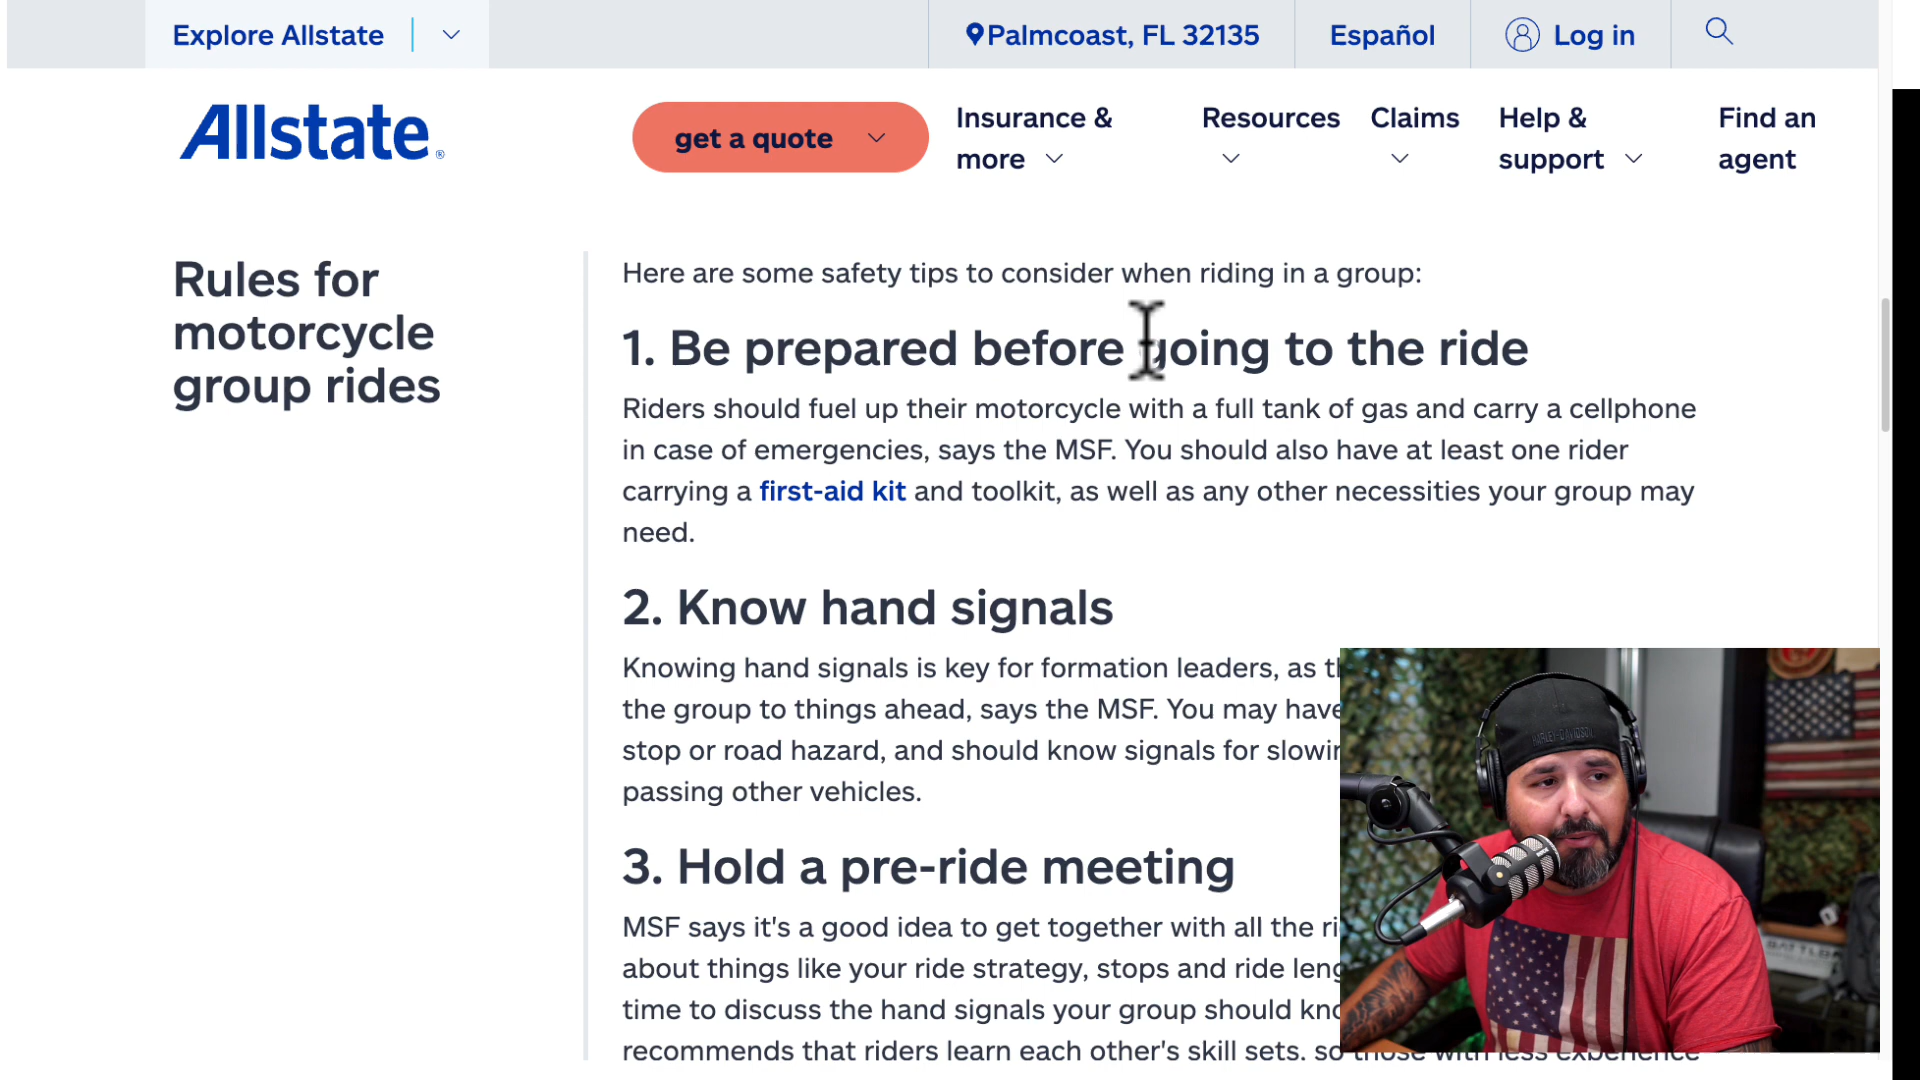 Explore Allstate
Palmcoast, FL 32135
Español
Log in
Allstate®
get a quote
Insurance & more
Resources
Claims
Help & support
Find an agent
Rules for
motorcycle
group rides
Here are some safety tips to consider when riding in a group:
1. Be prepared before going to the ride
Riders should fuel up their motorcycle with a full tank of gas and carry a cellphone
in case of emergencies, says the MSF. You should also have at least one rider
carrying a first-aid kit and toolkit, as well as any other necessities your group may
need.
2. Know hand signals
Knowing hand signals is key for formation leaders, as
the group to things ahead, says the MSF. You may have
stop or road hazard, and should know signals for
passing other vehicles.
3. Hold a pre-ride meeting
MSF says it's a good idea to get together with all the
about things like your ride strategy, stops and ride
time to discuss the hand signals your group should
recommends that riders learn each other's skill sets. so those with less experience
HARLEY-DAVIDSON